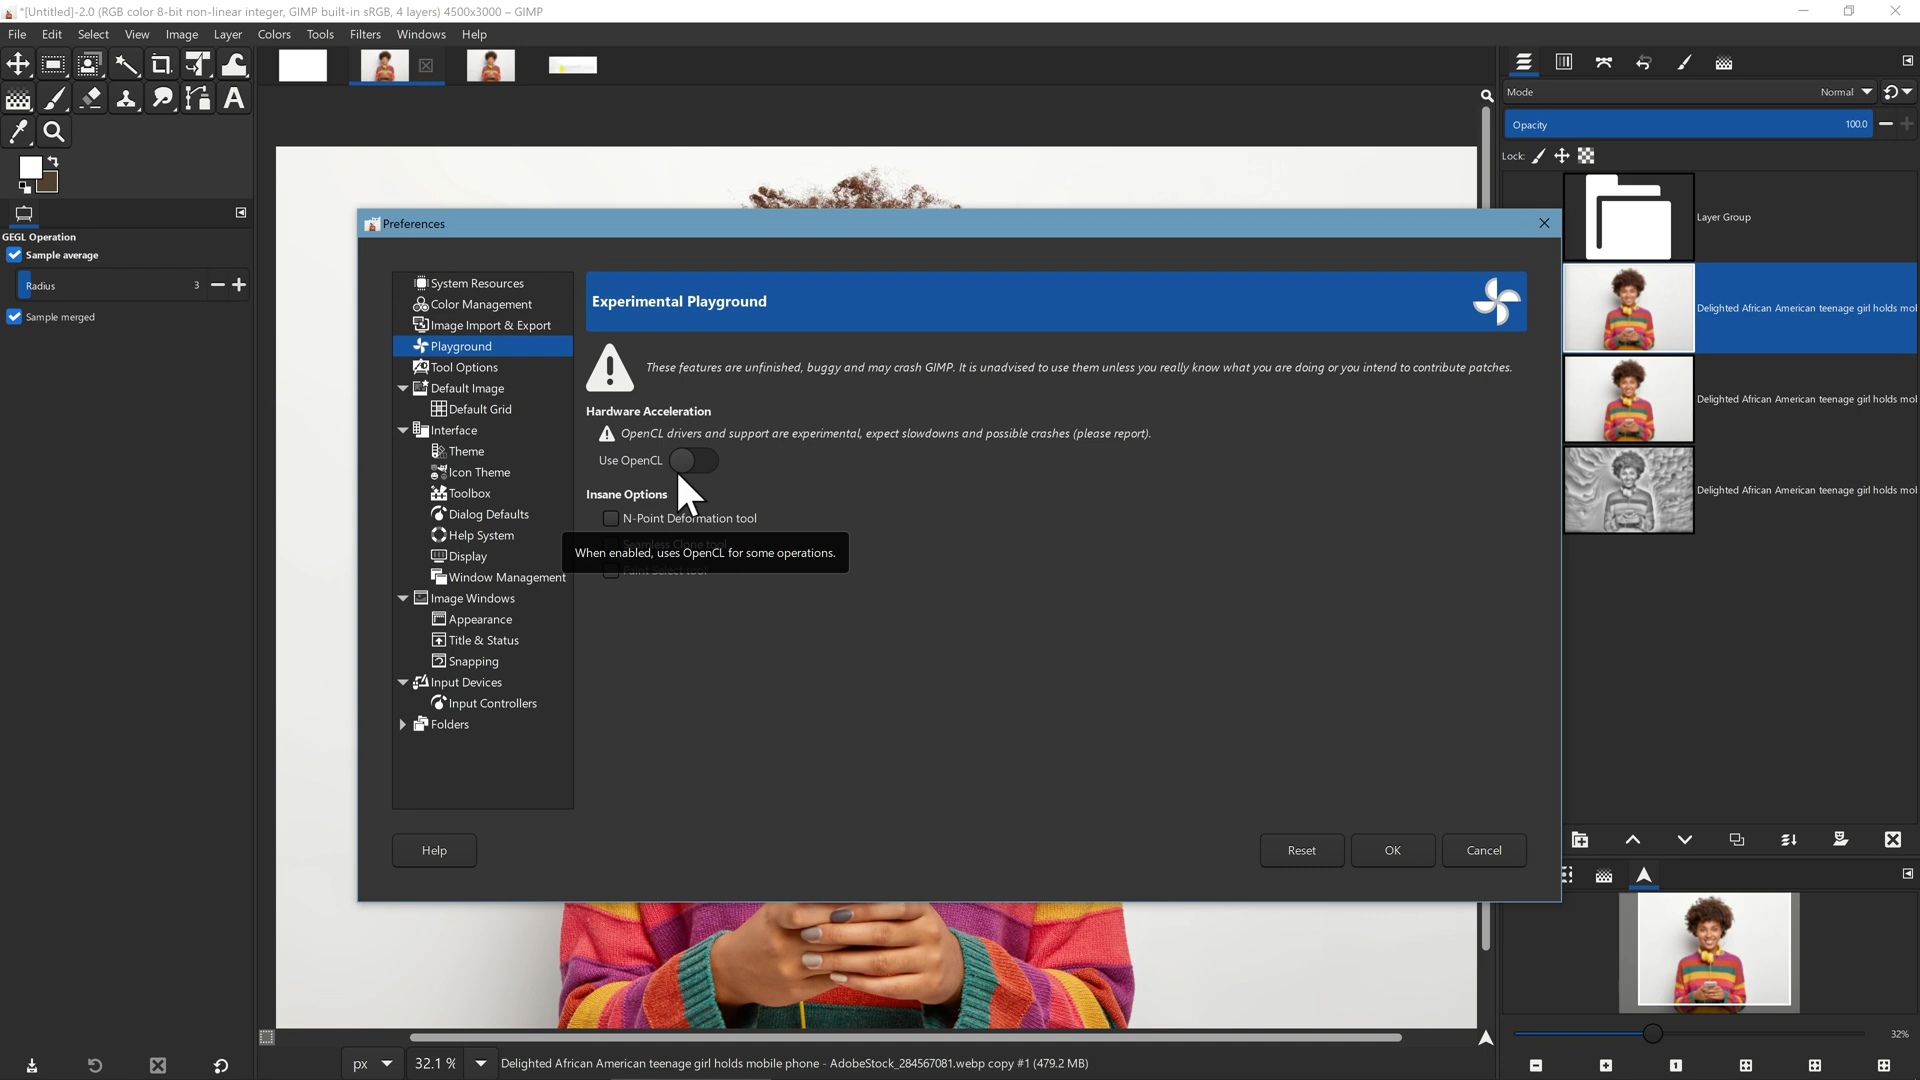 *[Untitled]-2.0 (RGB color 8-bit non-linear integer, GIMP built-in sRGB, 4 layers) 4500x3000 – GIMP
File Edit Select View Image Layer Colors Tools Filters Windows Help
Mode Normal
Opacity 100.0
Lock:
GEGL Operation
Sample average
Radius 3
Sample merged
Preferences
System Resources
Color Management
Image Import & Export
Playground
Tool Options
Default Image
Default Grid
Interface
Theme
Icon Theme
Toolbox
Dialog Defaults
Help System
Display
Window Management
Image Windows
Appearance
Title & Status
Snapping
Input Devices
Input Controllers
Folders
Experimental Playground
These features are unfinished, buggy and may crash GIMP. It is unadvised to use them unless you really know what you are doing or you intend to contribute patches.
Hardware Acceleration
OpenCL drivers and support are experimental, expect slowdowns and possible crashes (please report).
Use OpenCL
Insane Options
N-Point Deformation tool
Seamless Clone tool
When enabled, uses OpenCL for some operations.
Paint Select tool
Help Reset OK Cancel
Layer Group
Delighted African American teenage girl holds mol
Delighted African American teenage girl holds mol
Delighted African American teenage girl holds mol
32%
px 32.1 % Delighted African American teenage girl holds mobile phone - AdobeStock_284567081.webp copy #1 (479.2 MB)